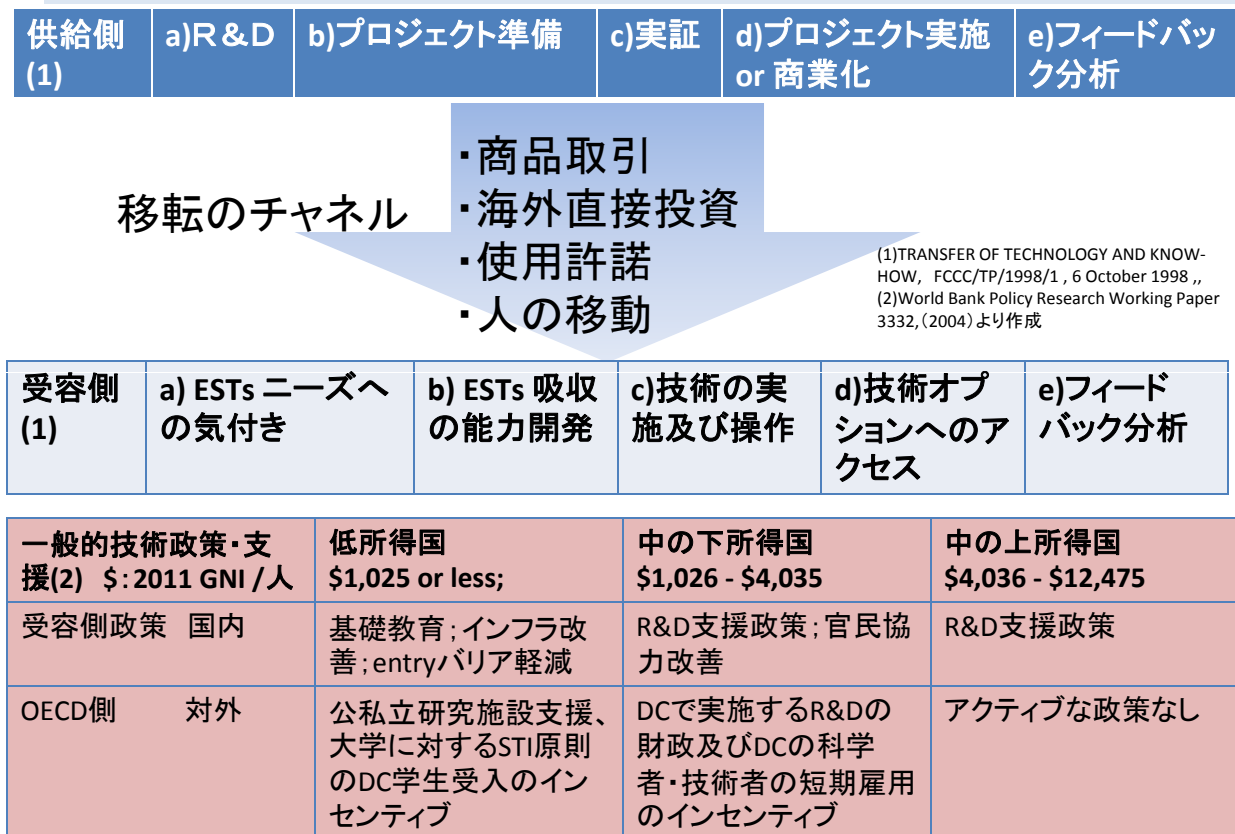 供給側 a)R&D b)プロジェクト準備 c)実証 d)プロジェクト実施 e)フィードバッ
(1) or 商業化 ク分析
・商品取引
移転のチャネル ・海外直接投資
・使用許諾
・人の移動
(1)TRANSFER OF TECHNOLOGY AND KNOW-
HOW, FCCC/TP/1998/1 , 6 October 1998 ,,
(2)World Bank Policy Research Working Paper
3332,(2004)より作成
受容側 a) ESTs ニーズへ b) ESTs 吸収 c)技術の実 d)技術オプ e)フィード
(1) の気付き の能力開発 施及び操作 ションへのア バック分析
クセス
一般的技術政策・支 低所得国 中の下所得国 中の上所得国
援(2) $:2011 GNI /人 $1,025 or less; $1,026 - $4,035 $4,036 - $12,475
受容側政策 国内 基礎教育;インフラ改 R&D支援政策;官民協 R&D支援政策
善;entryバリア軽減 力改善
OECD側 対外 公私立研究施設支援、 DCで実施するR&Dの アクティブな政策なし
大学に対するSTI原則 財政及びDCの科学
のDC学生受入のイン 者・技術者の短期雇用
センティブ のインセンティブ